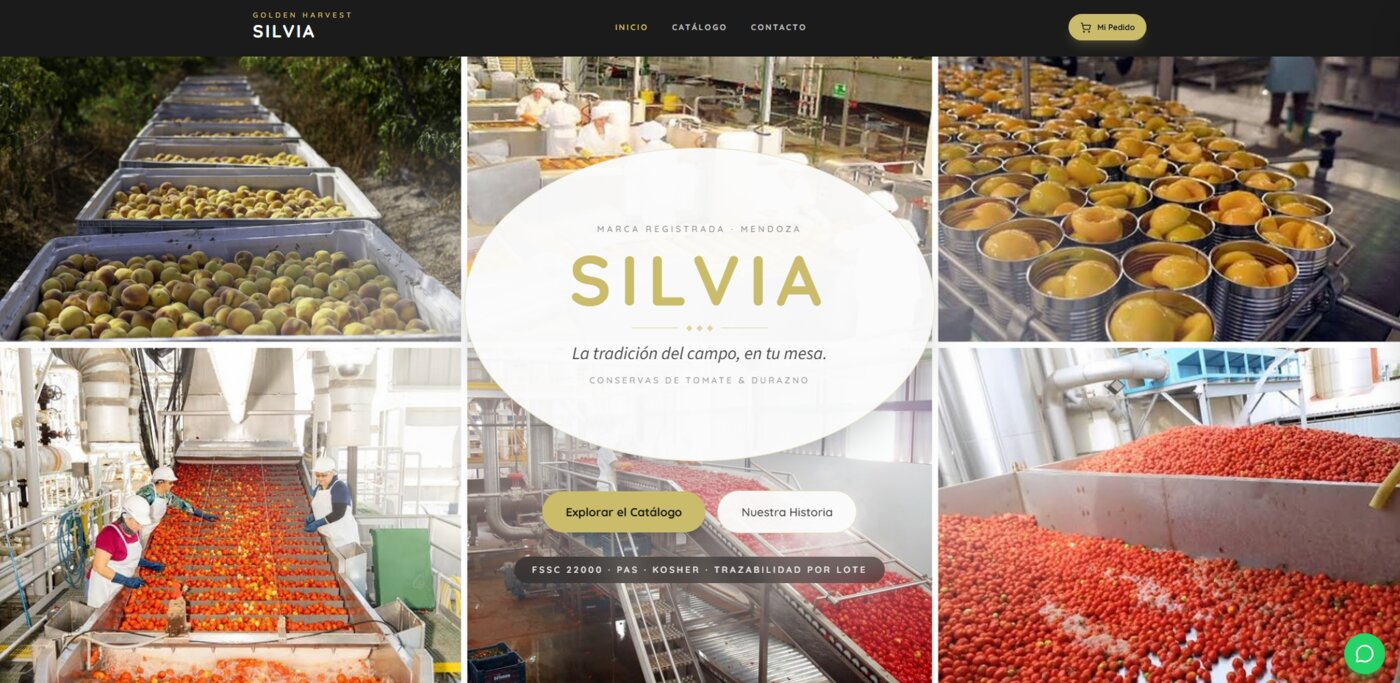 GOLDEN HARVEST
SILVIA
INICIO
CATÁLOGO
CONTACTO
Mi Pedido
MARCA REGISTRADA · MENDOZA
SILVIA
La tradición del campo, en tu mesa.
CONSERVAS DE TOMATE & DURAZNO
Explorar el Catálogo
Nuestra Historia
FSSC 22000 · PAS · KOSHER · TRAZABILIDAD POR LOTE